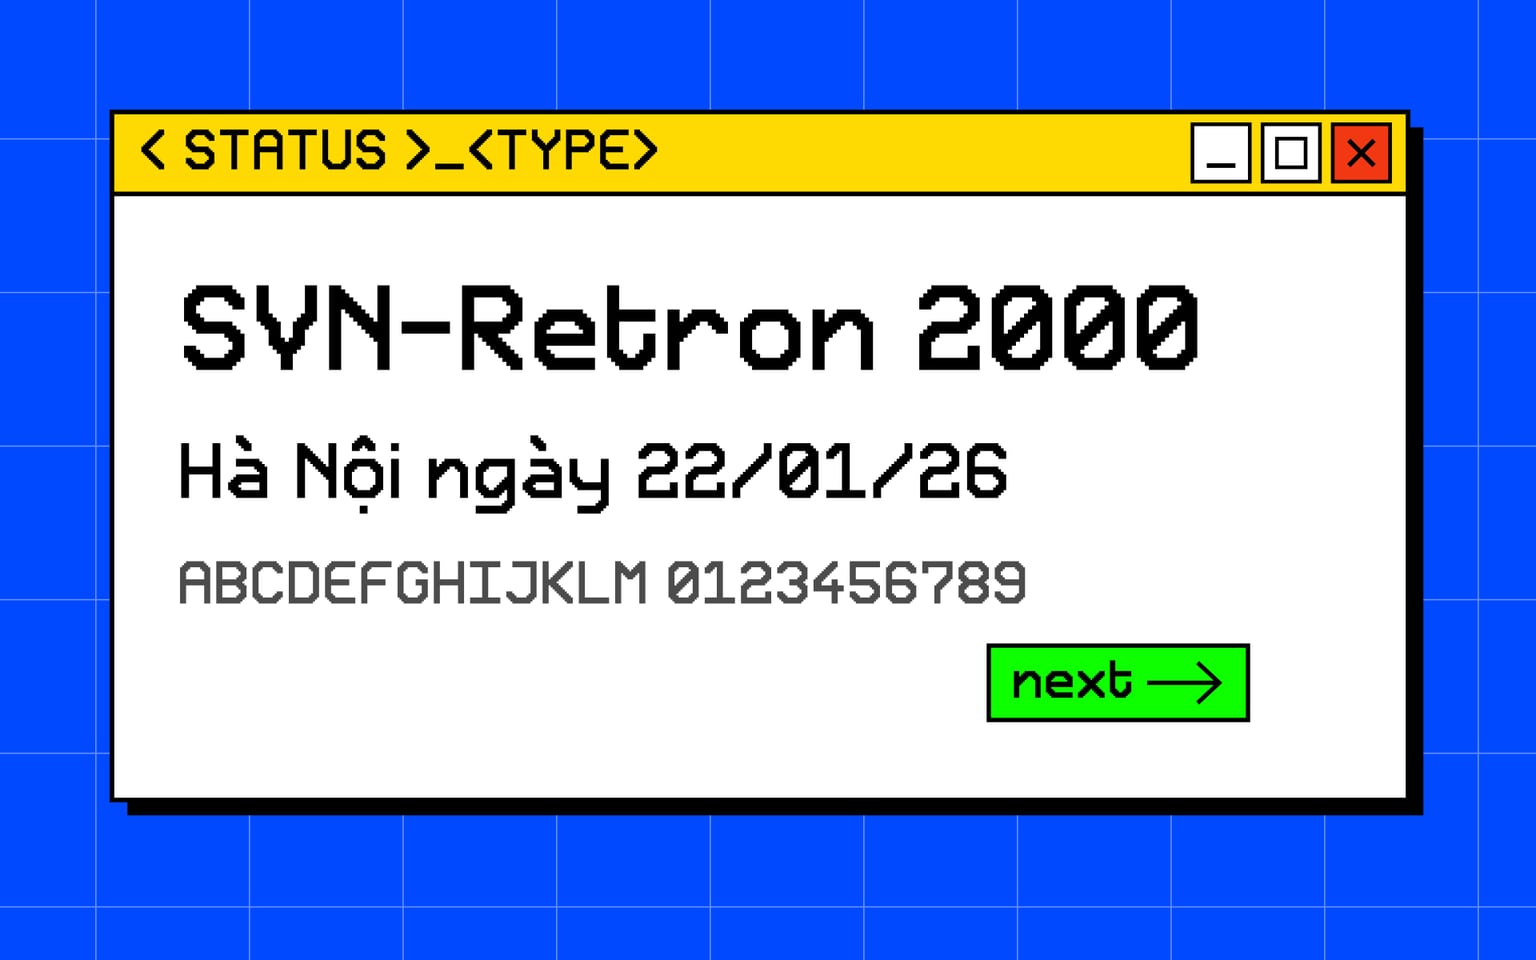 < STATUS >_<TYPE>
SVN-Retron 2000
Hà Nội ngày 22/01/26
ABCDEFGHIJKLM 0123456789
next →